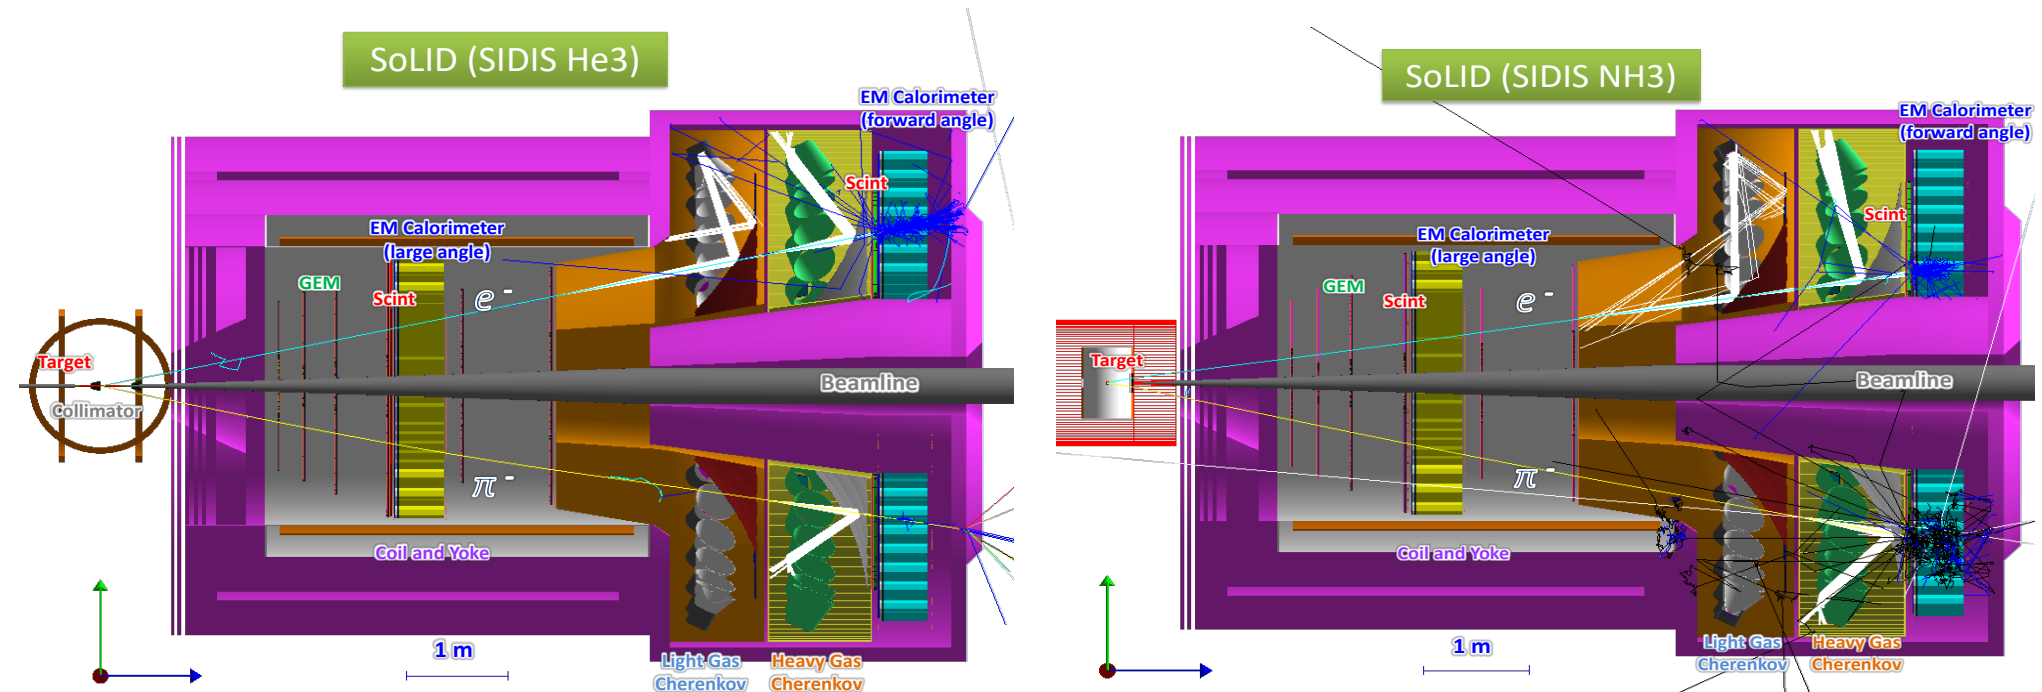 SoLID (SIDIS He3)
EM Calorimeter
(forward angle)
Scint
EM Calorimeter
(large angle)
GEM
Scint
e-
Target
Collimator
Beamline
π-
Coil and Yoke
1 m
Light Gas
Cherenkov
Heavy Gas
Cherenkov
SoLID (SIDIS NH3)
EM Calorimeter
(forward angle)
Scint
EM Calorimeter
(large angle)
GEM
Scint
e-
Target
Beamline
π-
Coil and Yoke
1 m
Light Gas
Cherenkov
Heavy Gas
Cherenkov